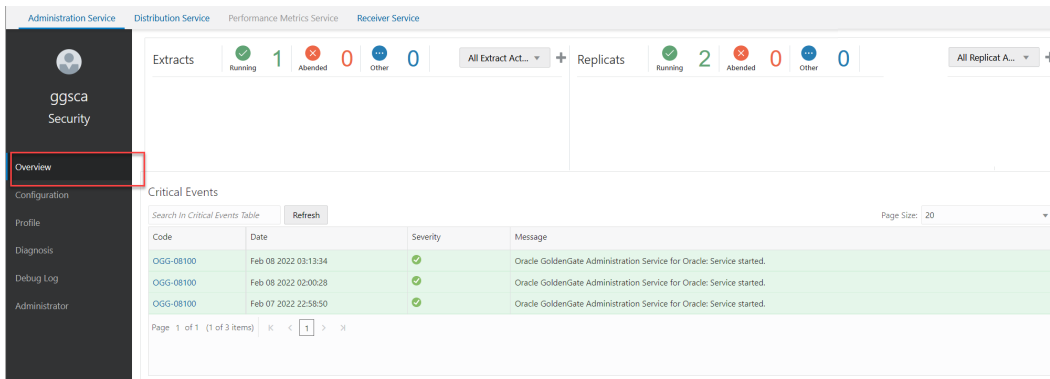 Administration Service Distribution Service Performance Metrics Service Receiver Service
ggsca
Security
Overview
Configuration
Profile
Diagnosis
Debug Log
Administrator
Extracts Running 1 Abended 0 Other 0 All Extract Act...
Replicats Running 2 Abended 0 Other 0 All Replicat A...
Critical Events
Search In Critical Events Table Refresh Page Size: 20
Code Date Severity Message
OGG-08100 Feb 08 2022 03:13:34 Oracle GoldenGate Administration Service for Oracle: Service started.
OGG-08100 Feb 08 2022 02:00:28 Oracle GoldenGate Administration Service for Oracle: Service started.
OGG-08100 Feb 07 2022 22:58:50 Oracle GoldenGate Administration Service for Oracle: Service started.
Page 1 of 1 (1 of 3 items) 1